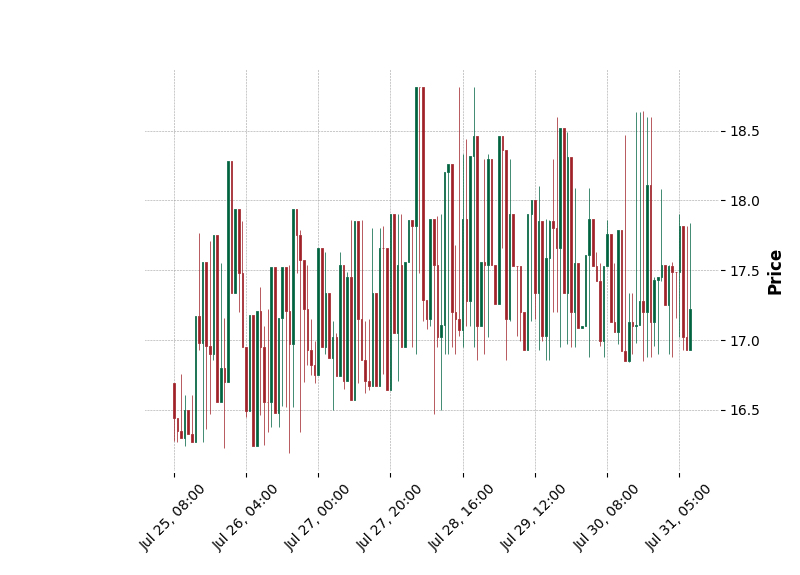 18.5
18.0
17.5
17.0
16.5
Price
Jul 25, 08:00
Jul 26, 04:00
Jul 27, 00:00
Jul 27, 20:00
Jul 28, 16:00
Jul 29, 12:00
Jul 30, 08:00
Jul 31, 05:00